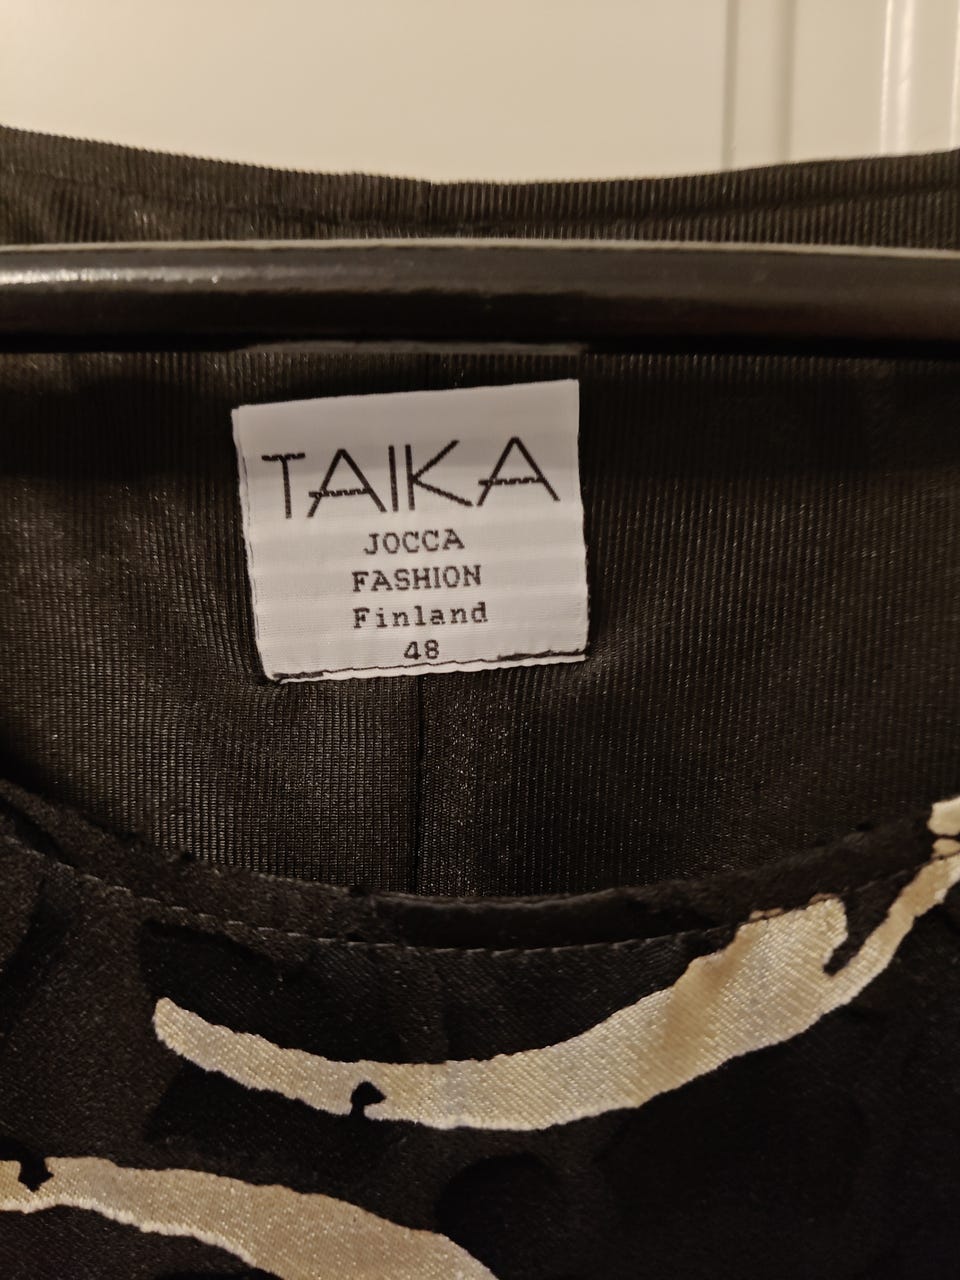 TAIKA
JOCCA
FASHION
Finland
48